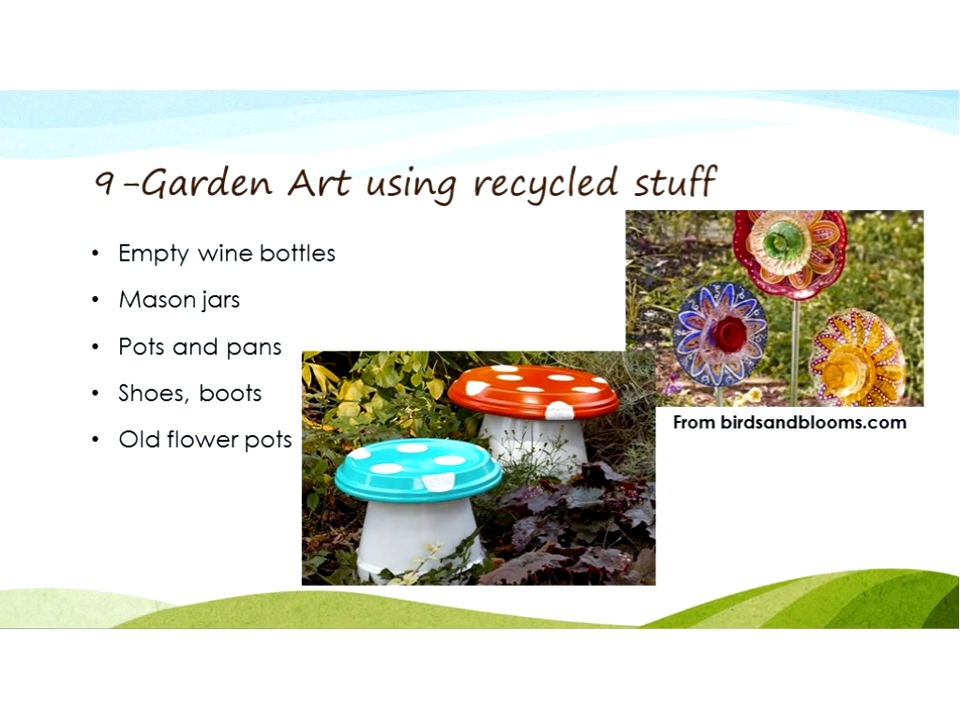 9-Garden Art using recycled stuff
• Empty wine bottles
• Mason jars
• Pots and pans
• Shoes, boots
• Old flower pots
From birdsandblooms.com